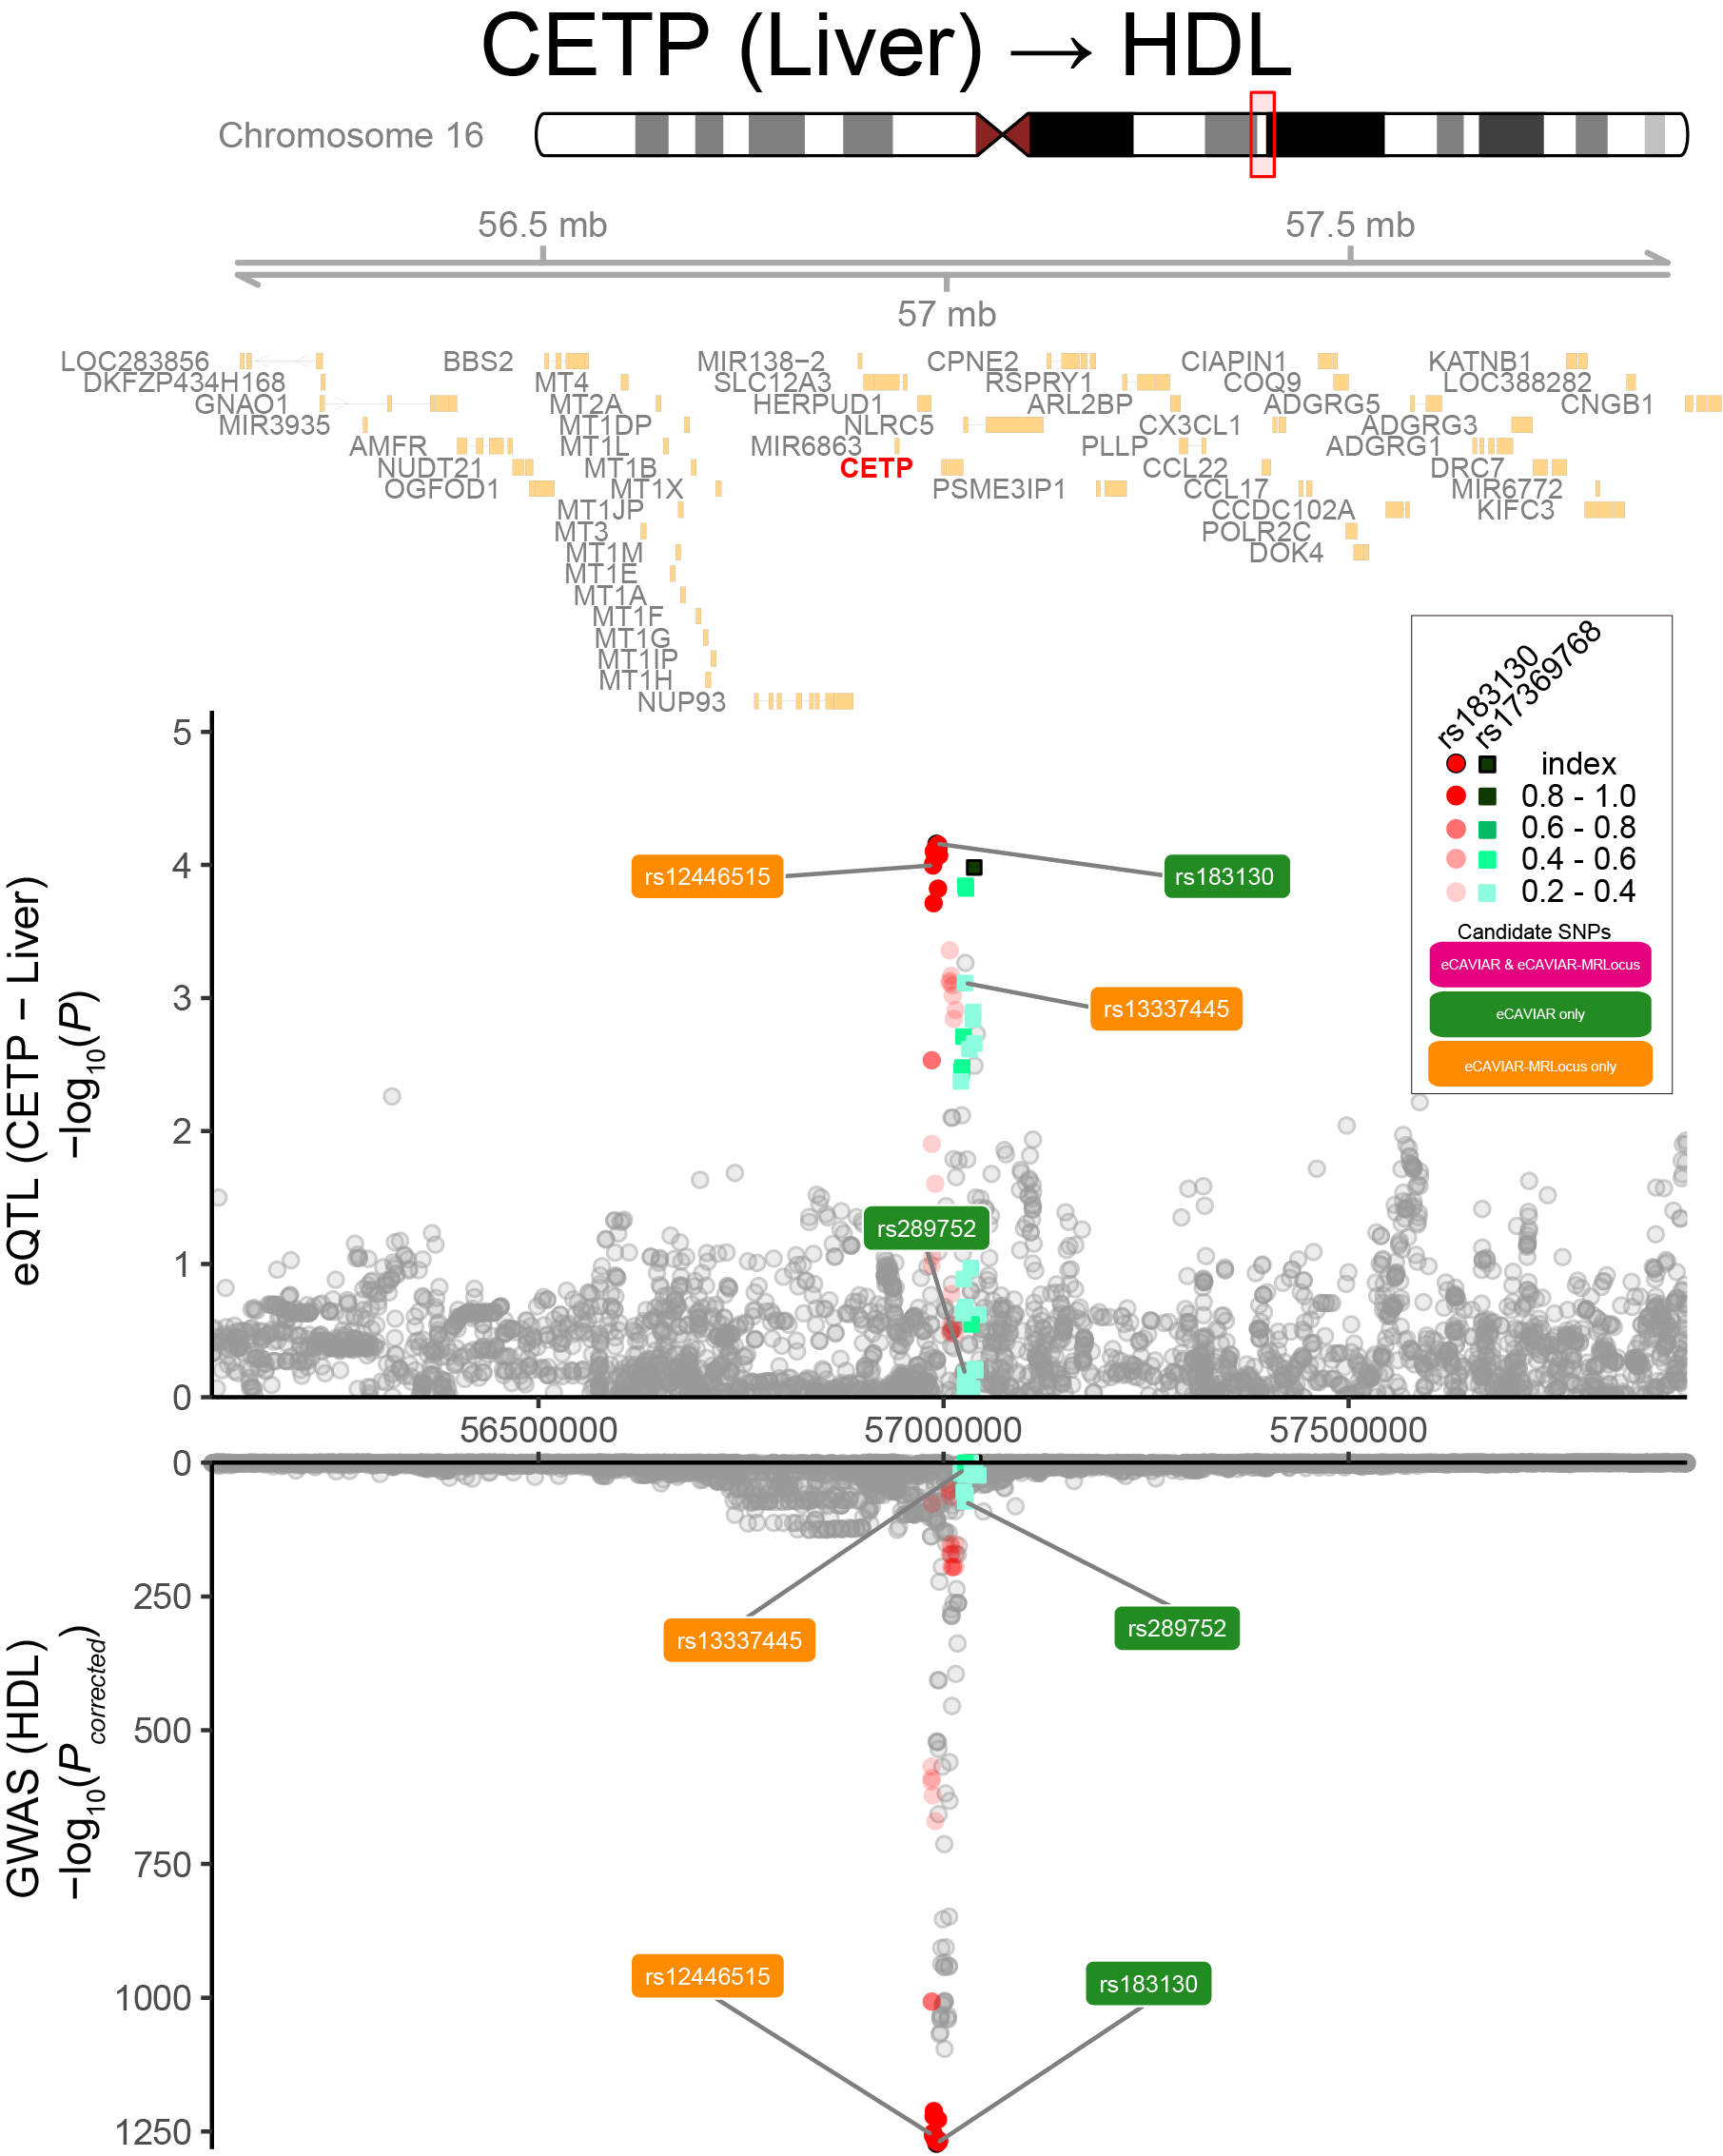 CETP (Liver) → HDL
Chromosome 16
56.5 mb
57.5 mb
57 mb
LOC283856
BBS2
MIR138−2
CPNE2
CIAPIN1
KATNB1
DKFZP434H168
MT4
SLC12A3
RSPRY1
COQ9
LOC388282
GNAO1
MT2A
HERPUD1
ARL2BP
ADGRG5
CNGB1
MIR3935
MT1DP
NLRC5
CX3CL1
ADGRG3
AMFR
MT1L
MIR6863
PLLP
ADGRG1
NUDT21
MT1B
CETP
CCL22
DRC7
OGFOD1
MT1X
PSME3IP1
CCL17
MIR6772
MT1JP
CCDC102A
KIFC3
MT3
POLR2C
MT1M
DOK4
MT1E
MT1A
MT1F
MT1G
MT1IP
MT1H
NUP93
rs183130
rs17369768
index
0.8 - 1.0
0.6 - 0.8
0.4 - 0.6
0.2 - 0.4
Candidate SNPs
eCAVIAR & eCAVIAR-MRLocus
eCAVIAR only
eCAVIAR-MRLocus only
eQTL (CETP − Liver)
−log10(P)
5
4
3
2
1
0
rs12446515
rs183130
rs13337445
rs289752
56500000
57000000
57500000
GWAS (HDL)
−log10(P corrected)
0
250
500
750
1000
1250
rs13337445
rs289752
rs12446515
rs183130